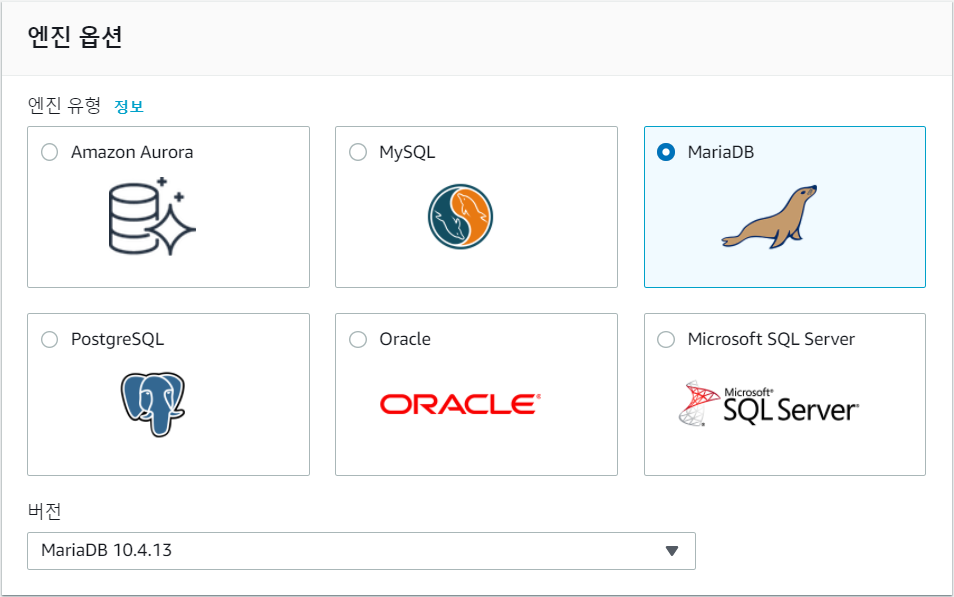 엔진 옵션
엔진 유형 정보
Amazon Aurora
MySQL
MariaDB
PostgreSQL
Oracle
Microsoft SQL Server
ORACLE®
Microsoft®
SQL Server®
버전
MariaDB 10.4.13